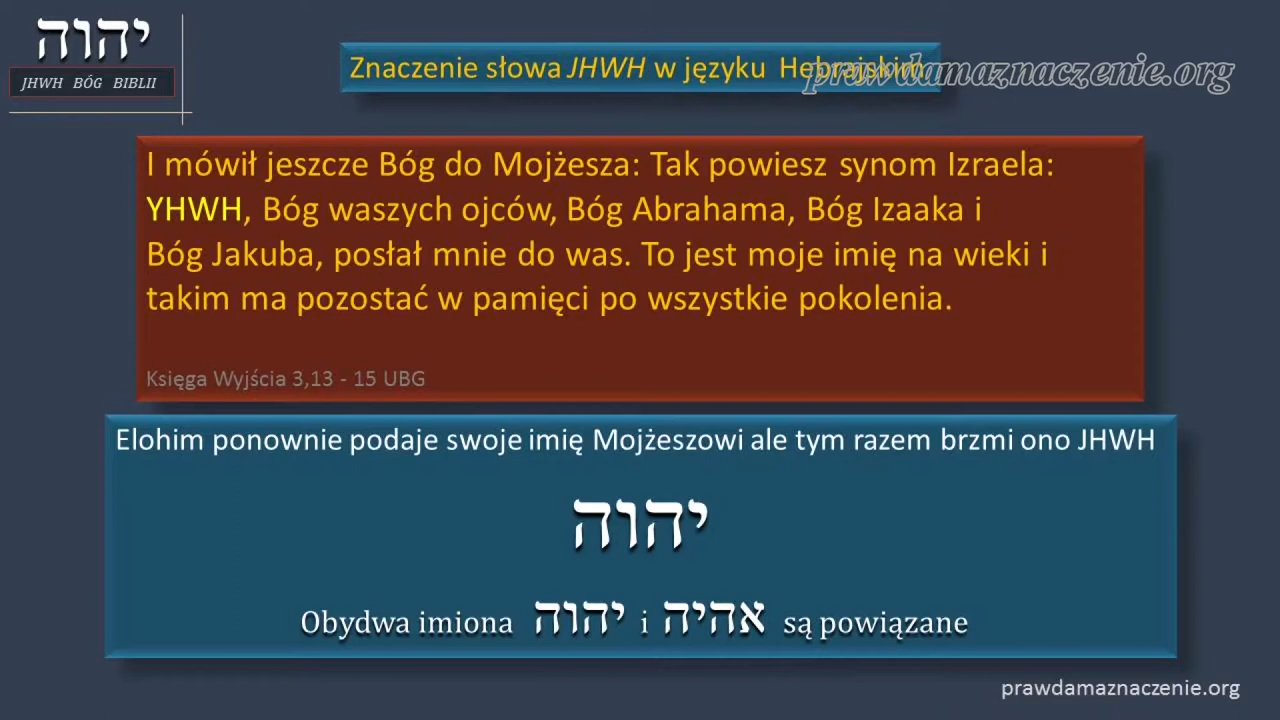 יהוה
JHWH BÓG BIBLII
Znaczenie słowa JHWH w języku Hebrajskim
prawdamaznaczenie.org
I mówił jeszcze Bóg do Mojżesza: Tak powiesz synom Izraela:
YHWH, Bóg waszych ojców, Bóg Abrahama, Bóg Izaaka i
Bóg Jakuba, posłał mnie do was. To jest moje imię na wieki i
takim ma pozostać w pamięci po wszystkie pokolenia.
Księga Wyjścia 3,13 - 15 UBG
Elohim ponownie podaje swoje imię Mojżeszowi ale tym razem brzmi ono JHWH
יהוה
Obydwa imiona יהוה i אהיה są powiązane
prawdamaznaczenie.org